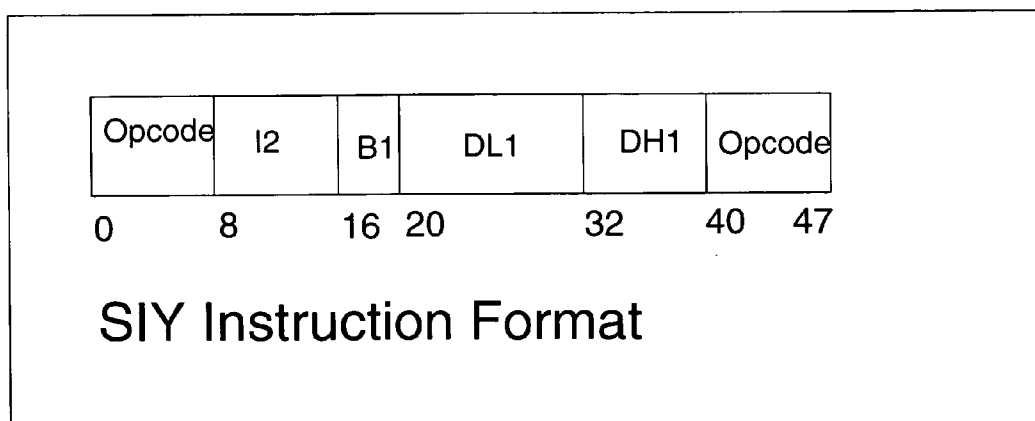 Opcode I2 B1 DL1 DH1 Opcode
0 8 16 20 32 40 47
SIY Instruction Format